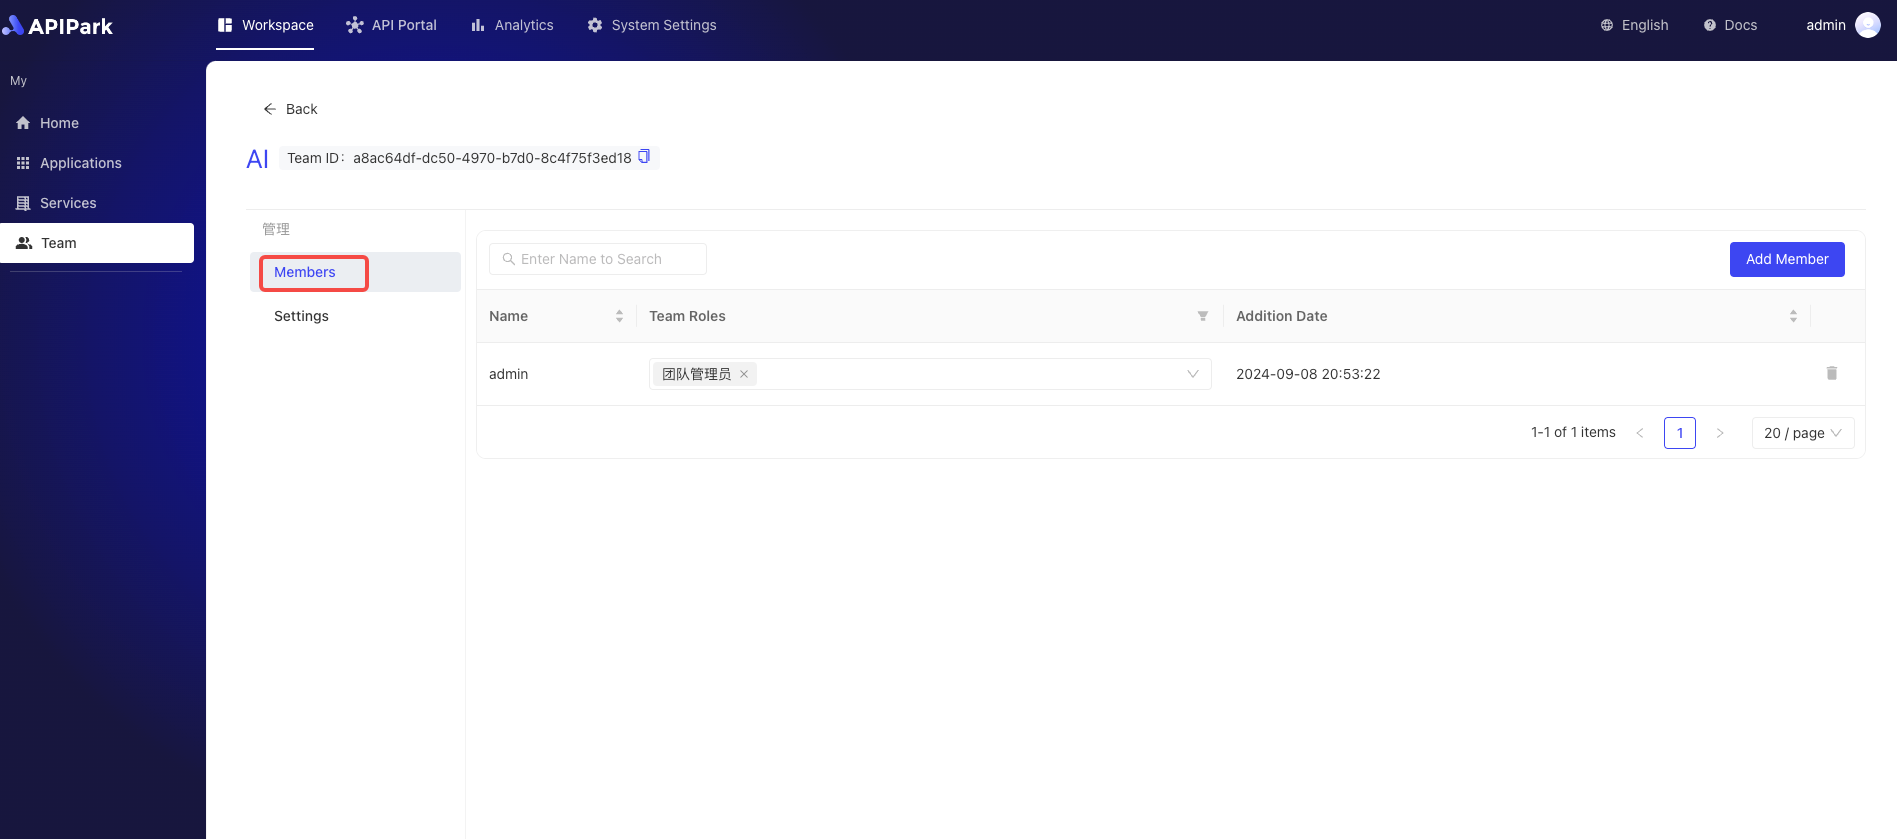 APIPark
Workspace
API Portal
Analytics
System Settings
English
Docs
admin
My
Home
Applications
Services
Team
Back
AI
Team ID: a8ac64df-dc50-4970-b7d0-8c4f75f3ed18
管理
Members
Settings
Enter Name to Search
Add Member
Name
Team Roles
Addition Date
admin
团队管理员
2024-09-08 20:53:22
1-1 of 1 items
1
20 / page